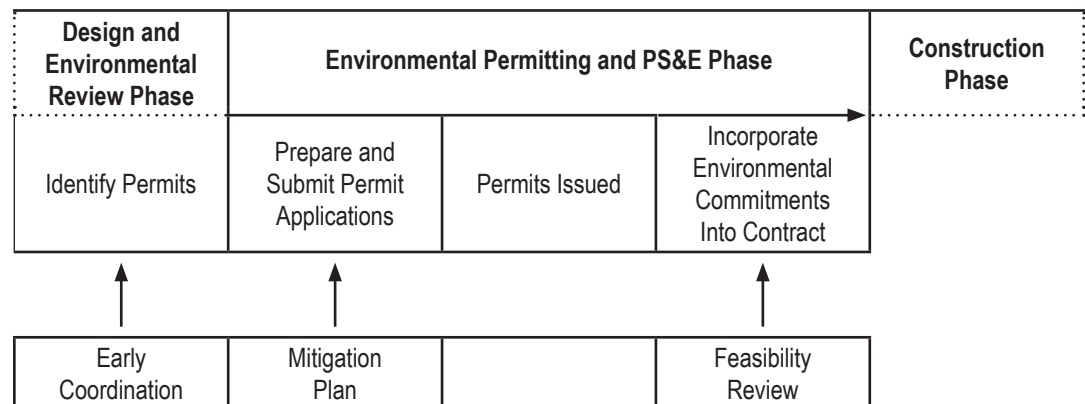 Design and
Environmental
Review Phase
Environmental Permitting and PS&E Phase
Construction
Phase
Identify Permits
Prepare and
Submit Permit
Applications
Permits Issued
Incorporate
Environmental
Commitments
Into Contract
Early
Coordination
Mitigation
Plan
Feasibility
Review